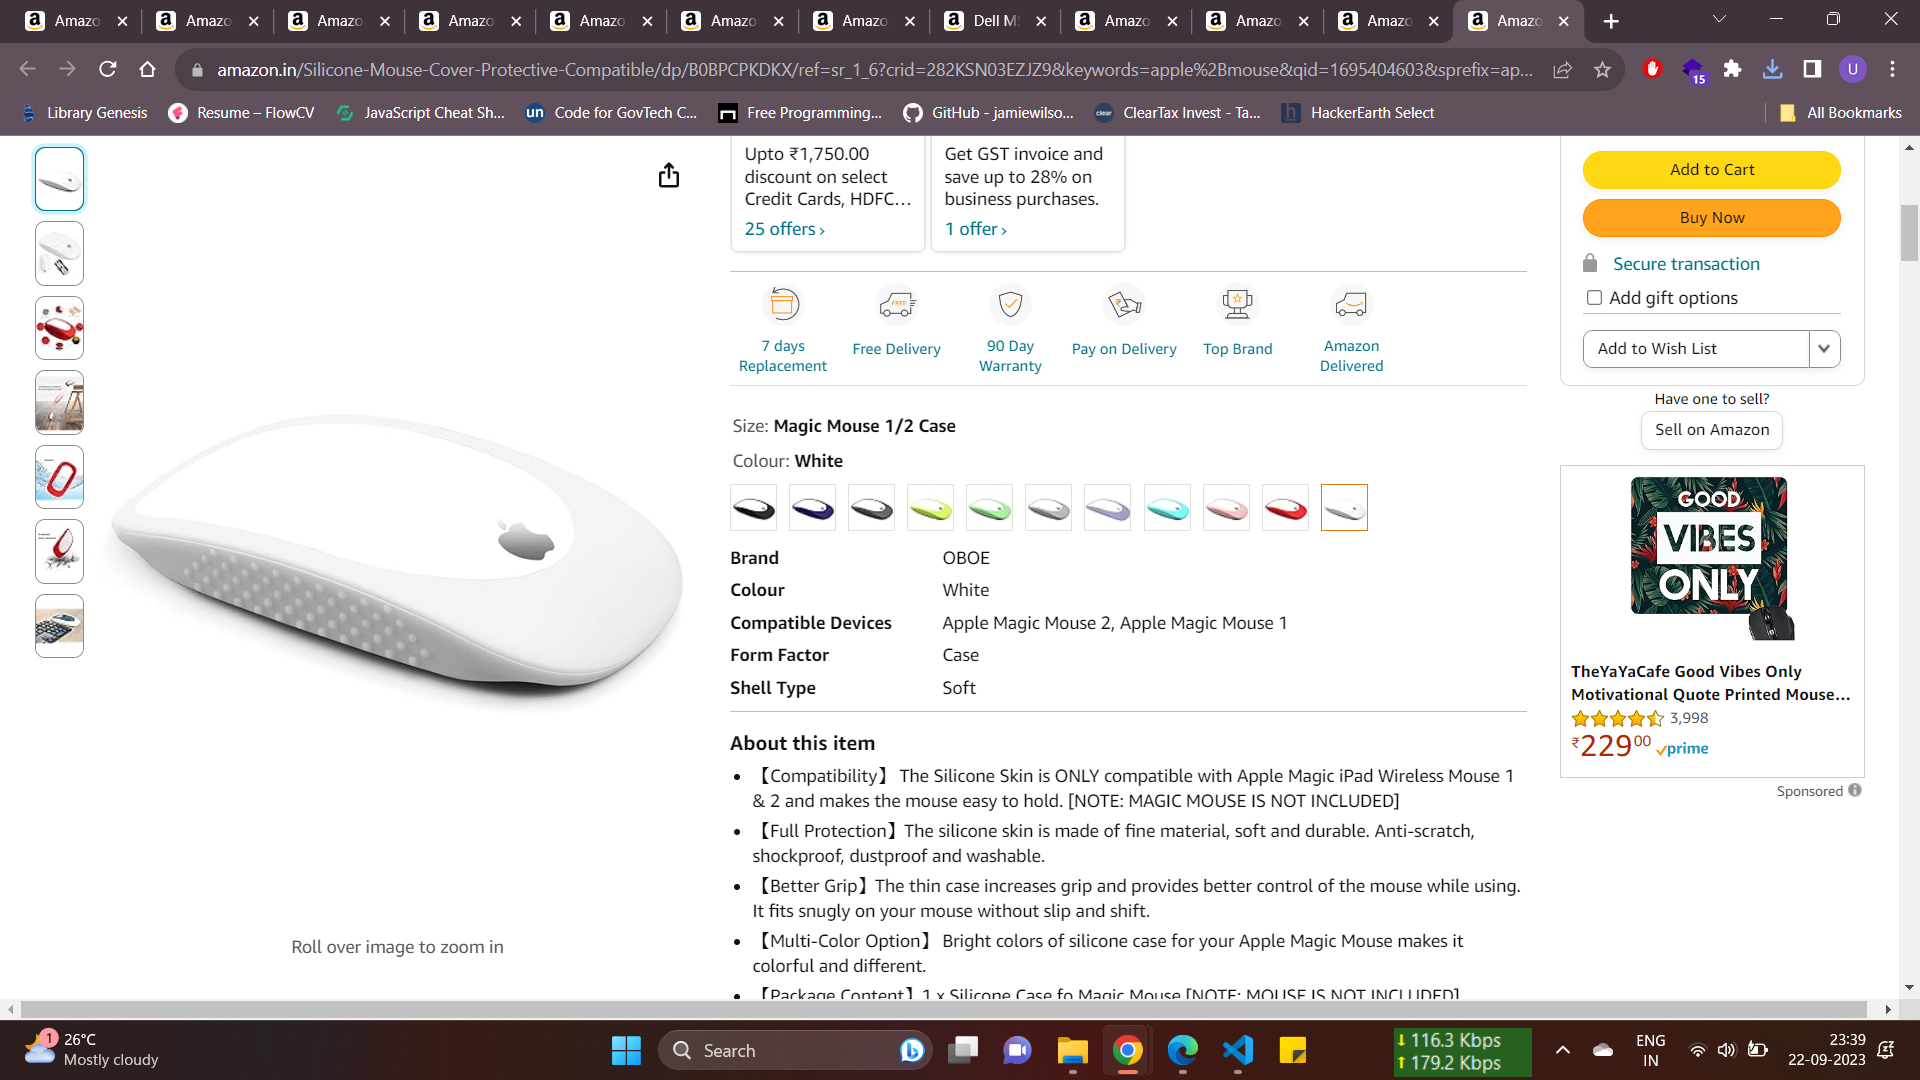 Amazo
Amazo
Amazo
Amazo
Amazo
Amazo
Amazo
Dell M
Amazo
Amazo
Amazo
Amazo
amazon.in/Silicone-Mouse-Cover-Protective-Compatible/dp/B0BPCPKDKX/ref=sr_1_6?crid=282KSN03EZJZ9&keywords=apple%2Bmouse&qid=1695404603&sprefix=ap...
15
U
Library Genesis
Resume – FlowCV
JavaScript Cheat Sh...
un Code for GovTech C...
Free Programming...
GitHub - jamiewilso...
clear ClearTax Invest - Ta...
h HackerEarth Select
All Bookmarks
Upto ₹1,750.00
discount on select
Credit Cards, HDFC…
25 offers ›
Get GST invoice and
save up to 28% on
business purchases.
1 offer ›
FREE
7 days
Replacement
Free Delivery
90 Day
Warranty
Pay on Delivery
Top Brand
Amazon
Delivered
Size: Magic Mouse 1/2 Case
Colour: White
Brand OBOE
Colour White
Compatible Devices Apple Magic Mouse 2, Apple Magic Mouse 1
Form Factor Case
Shell Type Soft
About this item
• 【Compatibility】 The Silicone Skin is ONLY compatible with Apple Magic iPad Wireless Mouse 1
& 2 and makes the mouse easy to hold. [NOTE: MAGIC MOUSE IS NOT INCLUDED]
• 【Full Protection】The silicone skin is made of fine material, soft and durable. Anti-scratch,
shockproof, dustproof and washable.
• 【Better Grip】The thin case increases grip and provides better control of the mouse while using.
It fits snugly on your mouse without slip and shift.
• 【Multi-Color Option】 Bright colors of silicone case for your Apple Magic Mouse makes it
colorful and different.
• 【Package Content】1 x Silicone Case fo Magic Mouse [NOTE: MOUSE IS NOT INCLUDED]
Roll over image to zoom in
Add to Cart
Buy Now
Secure transaction
Add gift options
Add to Wish List
Have one to sell?
Sell on Amazon
GOOD
VIBES
ONLY
TheYaYaCafe Good Vibes Only
Motivational Quote Printed Mouse...
3,998
₹229 00 prime
Sponsored
1
26°C
Mostly cloudy
Search
116.3 Kbps
179.2 Kbps
ENG
IN
23:39
22-09-2023